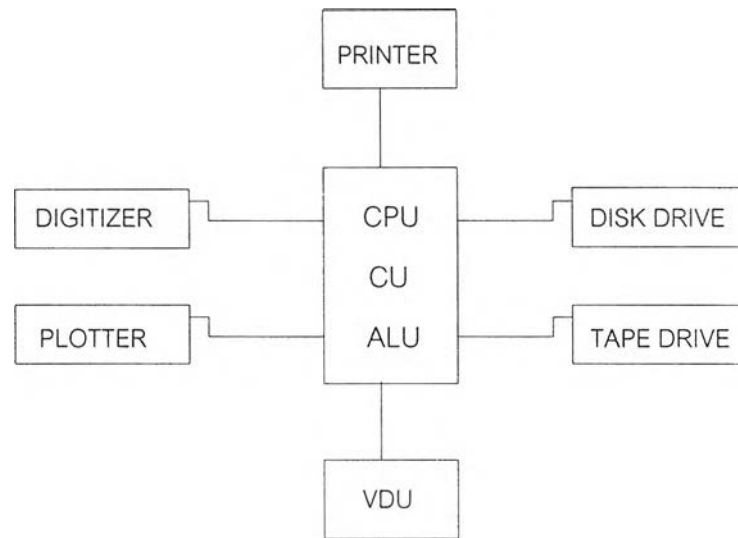 PRINTER
DIGITIZER
CPU
DISK DRIVE
CU
PLOTTER
ALU
TAPE DRIVE
VDU